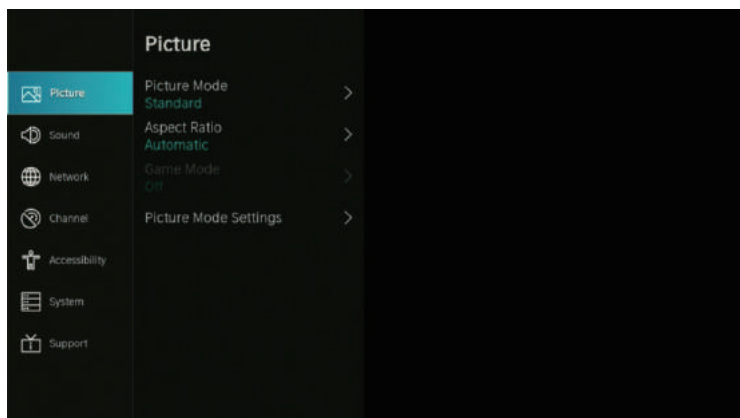 Picture
Picture
Sound
Network
Channel
Accessibility
System
Support
Picture Mode
Standard
Aspect Ratio
Automatic
Game Mode
Off
Picture Mode Settings